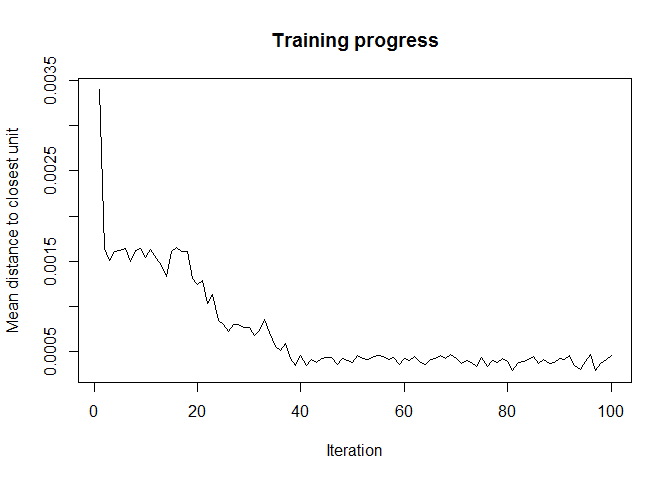 Training progress
Mean distance to closest unit
0.0035
0.0025
0.0015
0.0005
0 20 40 60 80 100
Iteration